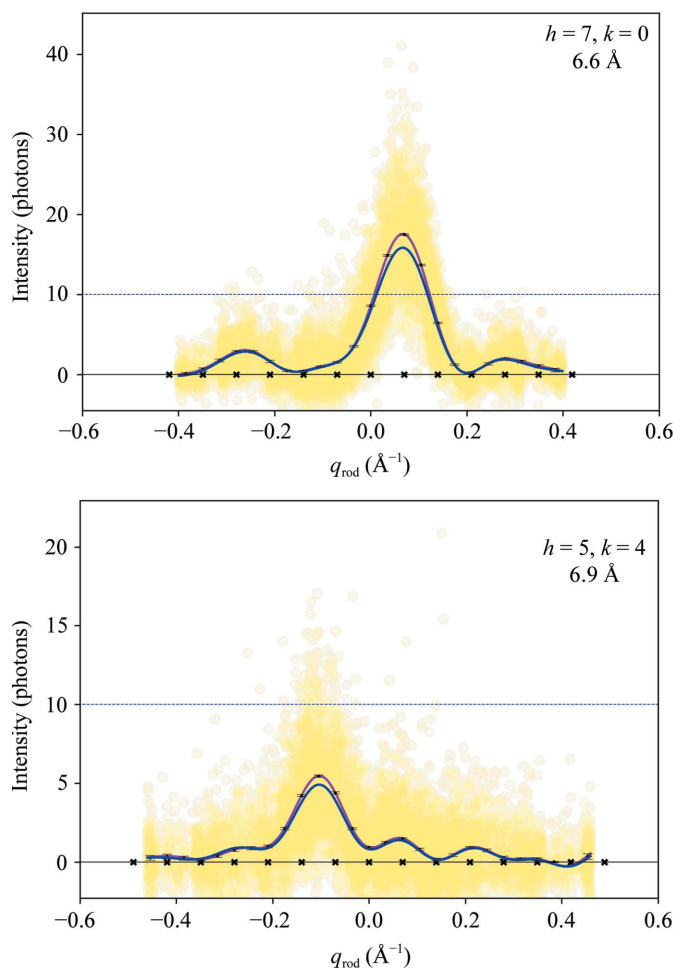 h = 7, k = 0
6.6 Å
40
30
20
10
0
Intensity (photons)
−0.6 −0.4 −0.2 0.0 0.2 0.4 0.6
qrod (Å−1)
h = 5, k = 4
6.9 Å
20
15
10
5
0
Intensity (photons)
−0.6 −0.4 −0.2 0.0 0.2 0.4 0.6
qrod (Å−1)